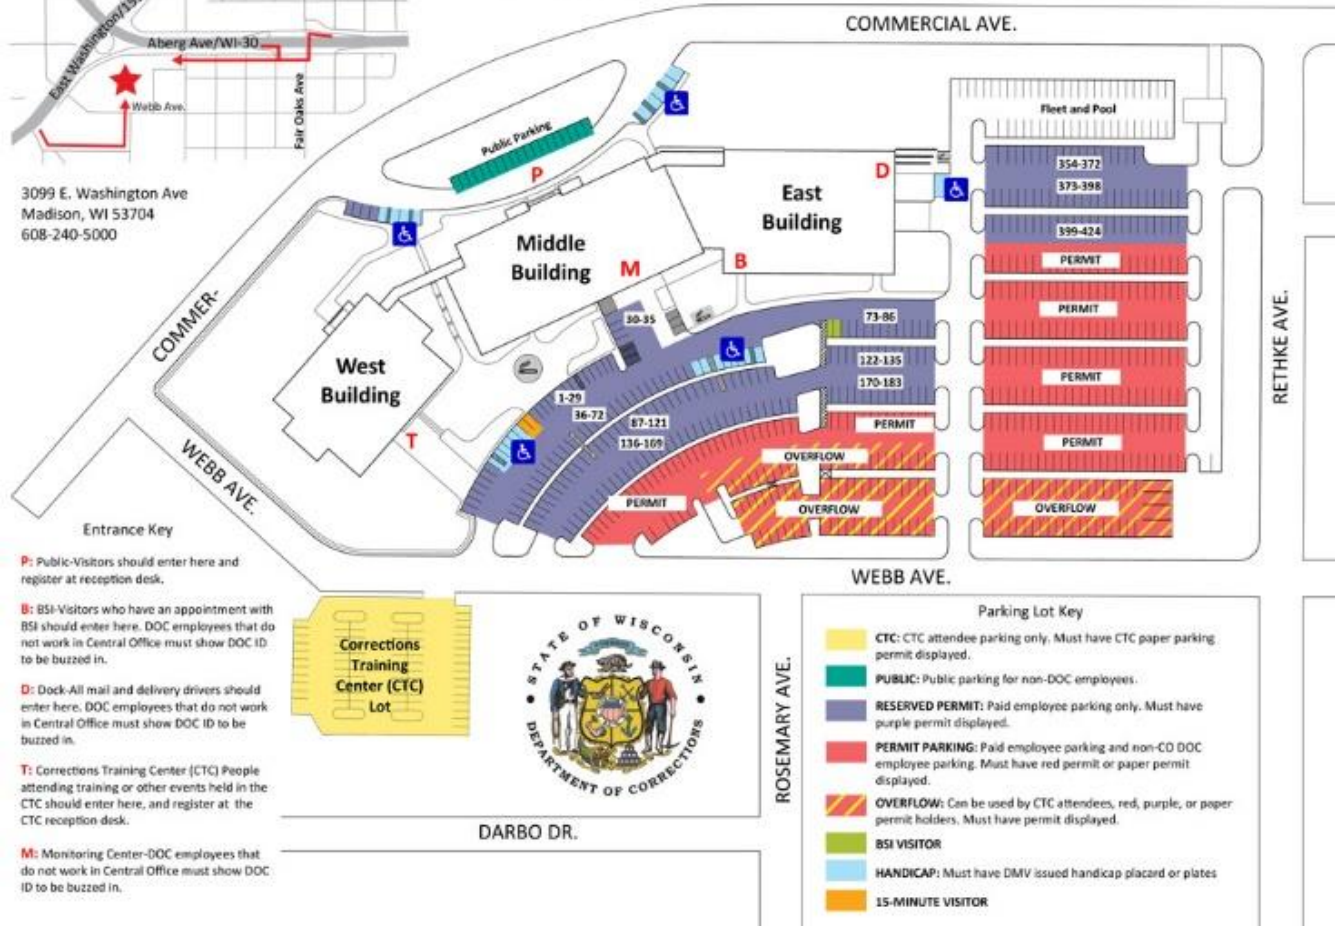 COMMERCIAL AVE.
East Washington/151
Aberg Ave/WI-30
Webb Ave.
Fair Oaks Ave
3099 E. Washington Ave
Madison, WI 53704
608-240-5000
Public Parking
P
Fleet and Pool
D
East
Building
354-372
373-398
399-424
PERMIT
PERMIT
PERMIT
PERMIT
OVERFLOW
Middle
Building
M
B
COMMER-
West
Building
T
30-35
73-86
122-135
170-183
1-29
36-72
87-121
136-169
PERMIT
OVERFLOW
PERMIT
OVERFLOW
RETHKE AVE.
WEBB AVE.
WEBB AVE.
Entrance Key
P: Public-Visitors should enter here and
register at reception desk.
B: BSI-Visitors who have an appointment with
BSI should enter here. DOC employees that do
not work in Central Office must show DOC ID
to be buzzed in.
D: Dock-All mail and delivery drivers should
enter here. DOC employees that do not work
in Central Office must show DOC ID to be
buzzed in.
T: Corrections Training Center (CTC) People
attending training or other events held in the
CTC should enter here, and register at the
CTC reception desk.
M: Monitoring Center-DOC employees that
do not work in Central Office must show DOC
ID to be buzzed in.
Corrections
Training
Center (CTC)
Lot
STATE OF WISCONSIN
DEPARTMENT OF CORRECTIONS
DARBO DR.
ROSEMARY AVE.
Parking Lot Key
CTC: CTC attendee parking only. Must have CTC paper parking
permit displayed.
PUBLIC: Public parking for non-DOC employees.
RESERVED PERMIT: Paid employee parking only. Must have
purple permit displayed.
PERMIT PARKING: Paid employee parking and non-CO DOC
employee parking. Must have red permit or paper permit
displayed.
OVERFLOW: Can be used by CTC attendees, red, purple, or paper
permit holders. Must have permit displayed.
BSI VISITOR
HANDICAP: Must have DMV issued handicap placard or plates
15-MINUTE VISITOR